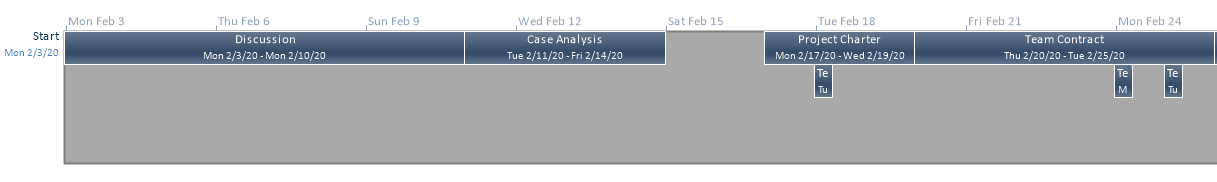 Mon Feb 3 Thu Feb 6 Sun Feb 9 Wed Feb 12 Sat Feb 15 Tue Feb 18 Fri Feb 21 Mon Feb 24
Start
Mon 2/3/20
Discussion
Mon 2/3/20 - Mon 2/10/20
Case Analysis
Tue 2/11/20 - Fri 2/14/20
Project Charter
Mon 2/17/20 - Wed 2/19/20
Team Contract
Thu 2/20/20 - Tue 2/25/20
Te
Tu
Te
M
Te
Tu